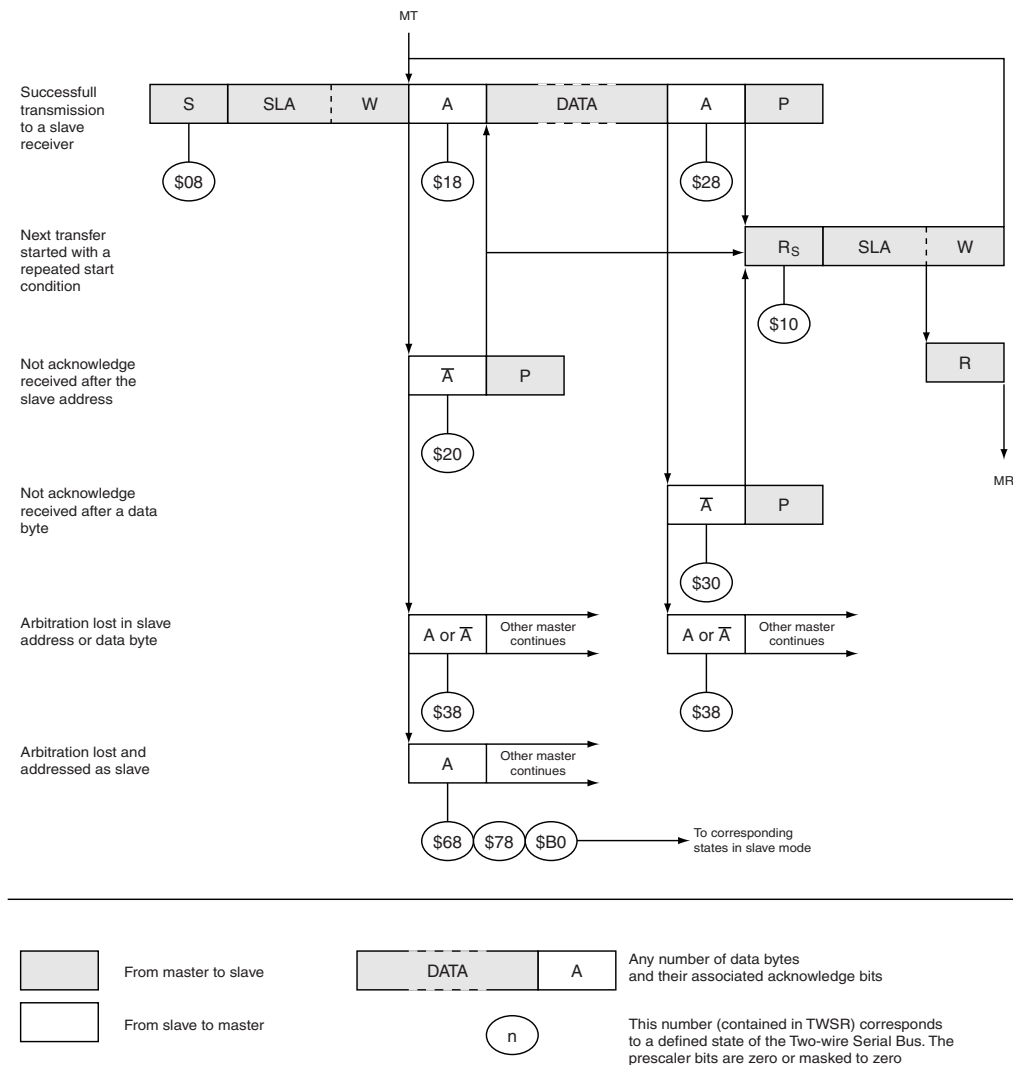 MT
Successfull
transmission
to a slave
receiver
S SLA W A DATA A P
$08 $18 $28
Next transfer
started with a
repeated start
condition
RS SLA W
$10
Not acknowledge
received after the
slave address
A̅ P
R
$20
MR
Not acknowledge
received after a data
byte
A̅ P
$30
Arbitration lost in slave
address or data byte
A or A̅ Other master
continues
A or A̅ Other master
continues
$38 $38
Arbitration lost and
addressed as slave
A Other master
continues
$68 $78 $B0
To corresponding
states in slave mode
From master to slave
DATA A
Any number of data bytes
and their associated acknowledge bits
From slave to master
n
This number (contained in TWSR) corresponds
to a defined state of the Two-wire Serial Bus. The
prescaler bits are zero or masked to zero